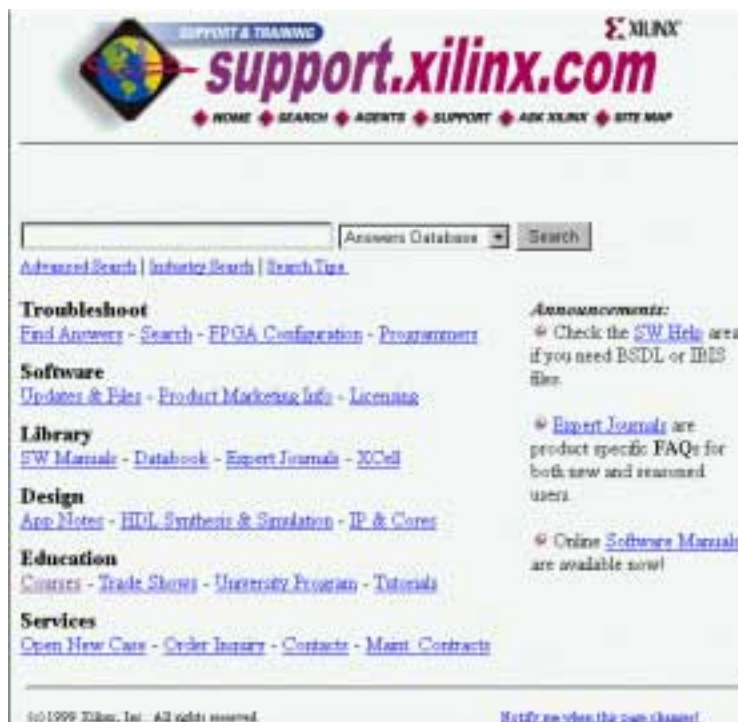 SUPPORT & TRAINING
XILINX
support.xilinx.com
HOME SEARCH AGENTS SUPPORT ASK XILINX SITE MAP
Answers Database Search
Advanced Search | Industry Search | Search Tips
Troubleshoot
Find Answers - Search - FPGA Configuration - Programmers
Software
Updates & Files - Product Marketing Info - Licensing
Library
SW Manuals - Databook - Expert Journals - XCell
Design
App Notes - HDL Synthesis & Simulation - IP & Cores
Education
Courses - Trade Shows - University Program - Tutorials
Services
Open New Case - Order Inquiry - Contacts - Maint. Contracts
Announcements:
Check the SW Help area
if you need BSDL or IBIS
files.
Expert Journals are
product specific FAQs for
both new and seasoned
users.
Online Software Manuals
are available now!
(c) 1999 Xilinx, Inc. All rights reserved.
Notify me when this page changes!